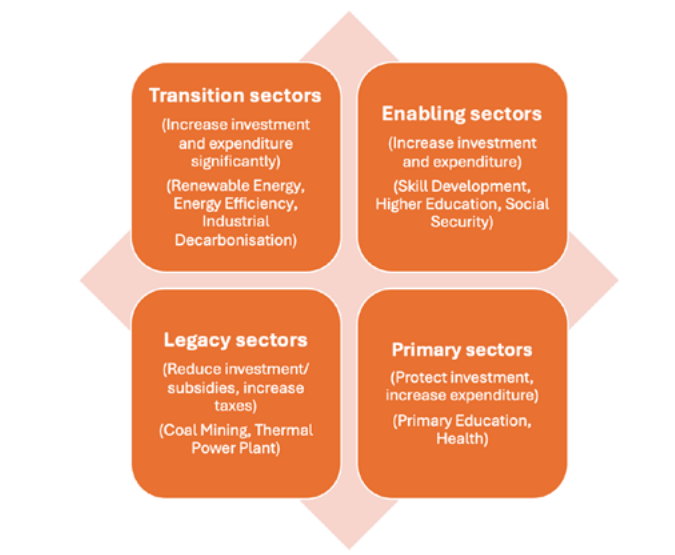 Transition sectors
(Increase investment
and expenditure
significantly)
(Renewable Energy,
Energy Efficiency,
Industrial
Decarbonisation)
Enabling sectors
(Increase investment
and expenditure)
(Skill Development,
Higher Education, Social
Security)
Legacy sectors
(Reduce investment/
subsidies, increase
taxes)
(Coal Mining, Thermal
Power Plant)
Primary sectors
(Protect investment,
increase expenditure)
(Primary Education,
Health)